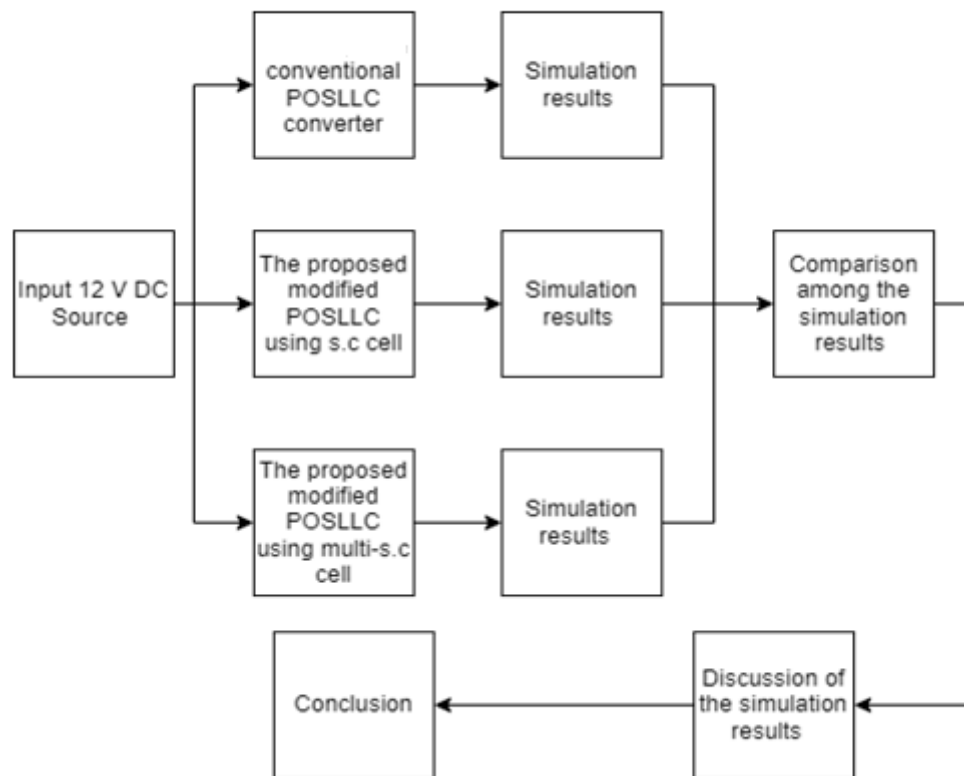 conventional
POSLLC
converter
Simulation
results
Input 12 V DC
Source
The proposed
modified
POSLLC
using s.c cell
Simulation
results
Comparison
among the
simulation
results
The proposed
modified
POSLLC
using multi-s.c
cell
Simulation
results
Conclusion
Discussion of
the simulation
results